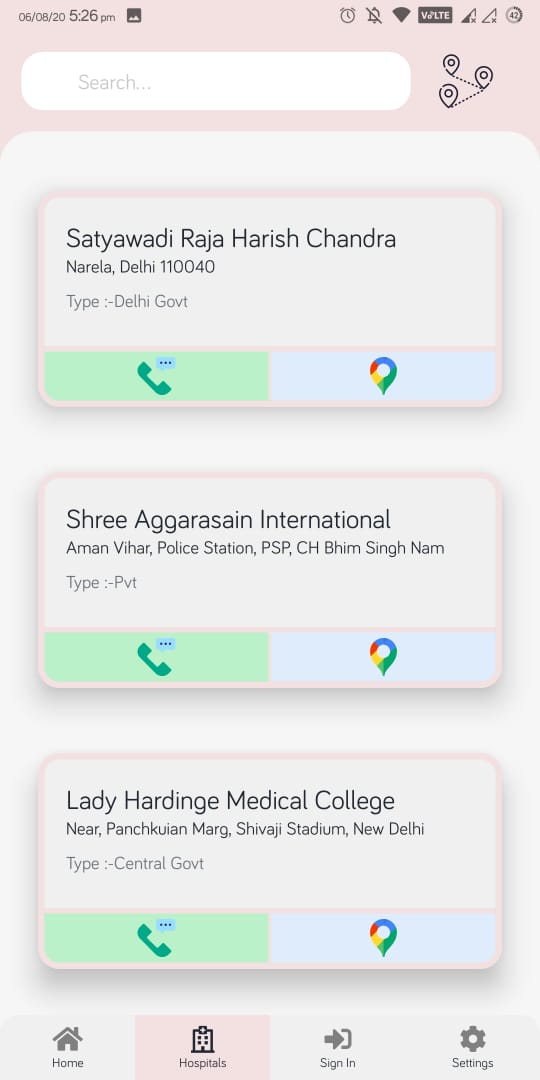 06/08/20 5:26 pm
VoLTE
42
Search...
Satyawadi Raja Harish Chandra
Narela, Delhi 110040
Type :-Delhi Govt
Shree Aggarasain International
Aman Vihar, Police Station, PSP, CH Bhim Singh Nam
Type :-Pvt
Lady Hardinge Medical College
Near, Panchkuian Marg, Shivaji Stadium, New Delhi
Type :-Central Govt
Home
Hospitals
Sign In
Settings